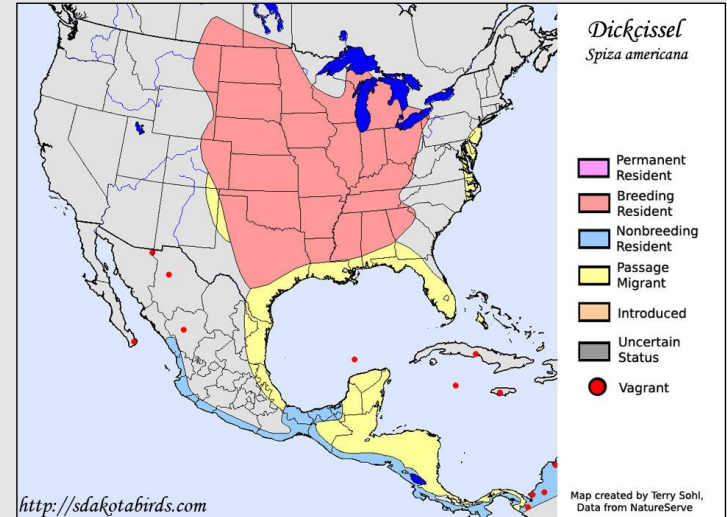 Dickcissel
Spiza americana
Permanent
Resident
Breeding
Resident
Nonbreeding
Resident
Passage
Migrant
Introduced
Uncertain
Status
Vagrant
http://sdakotabirds.com
Map created by Terry Sohl,
Data from NatureServe